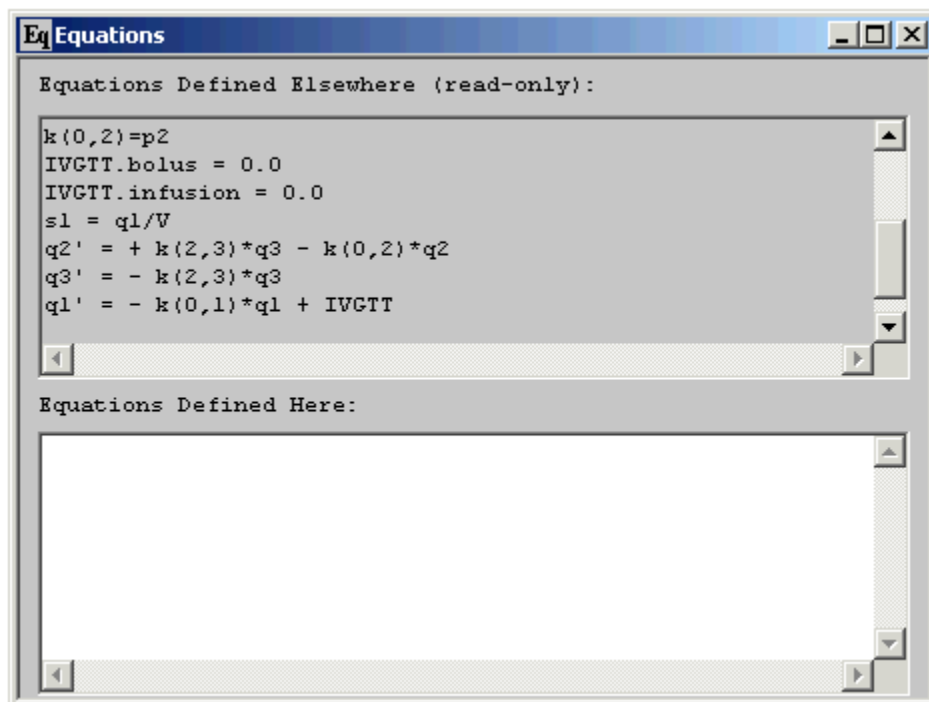 Eq Equations
Equations Defined Elsewhere (read-only):
k(0,2)=p2
IVGTT.bolus = 0.0
IVGTT.infusion = 0.0
s1 = q1/V
q2' = + k(2,3)*q3 - k(0,2)*q2
q3' = - k(2,3)*q3
q1' = - k(0,1)*q1 + IVGTT
Equations Defined Here: